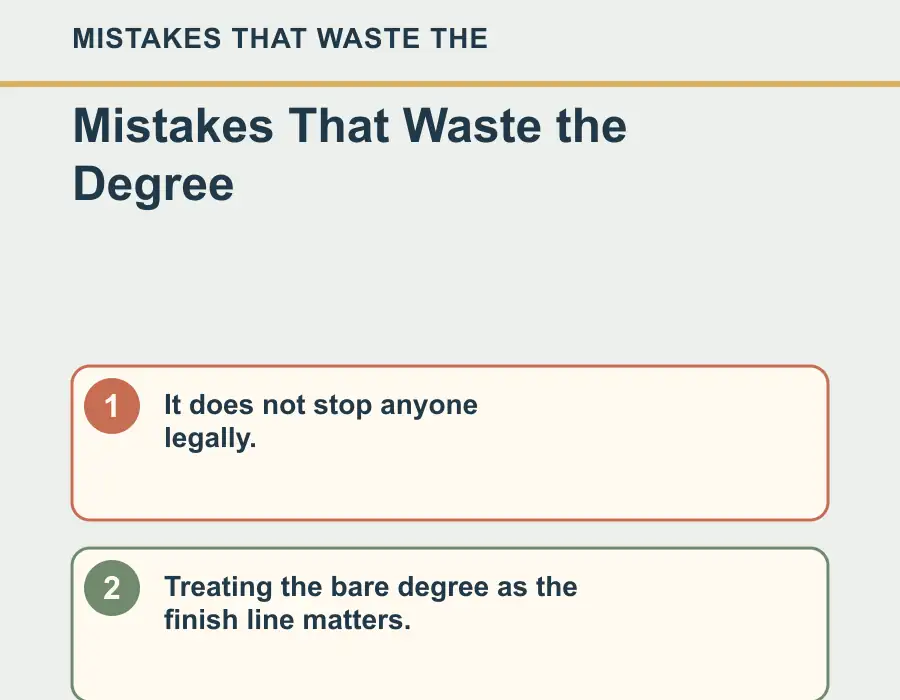 MISTAKES THAT WASTE THE
Mistakes That Waste the
Degree
1
It does not stop anyone
legally.
2
Treating the bare degree as the
finish line matters.